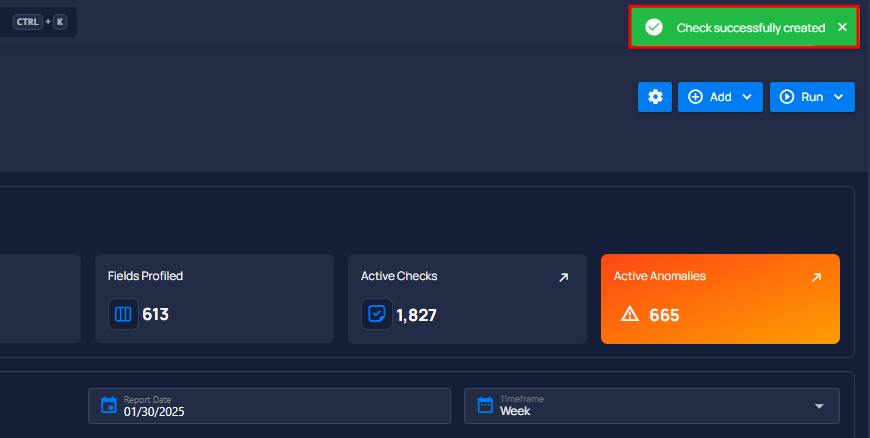 CTRL + K
Check successfully created
Add
Run
Fields Profiled
613
Active Checks
1,827
Active Anomalies
665
Report Date
01/30/2025
Timeframe
Week